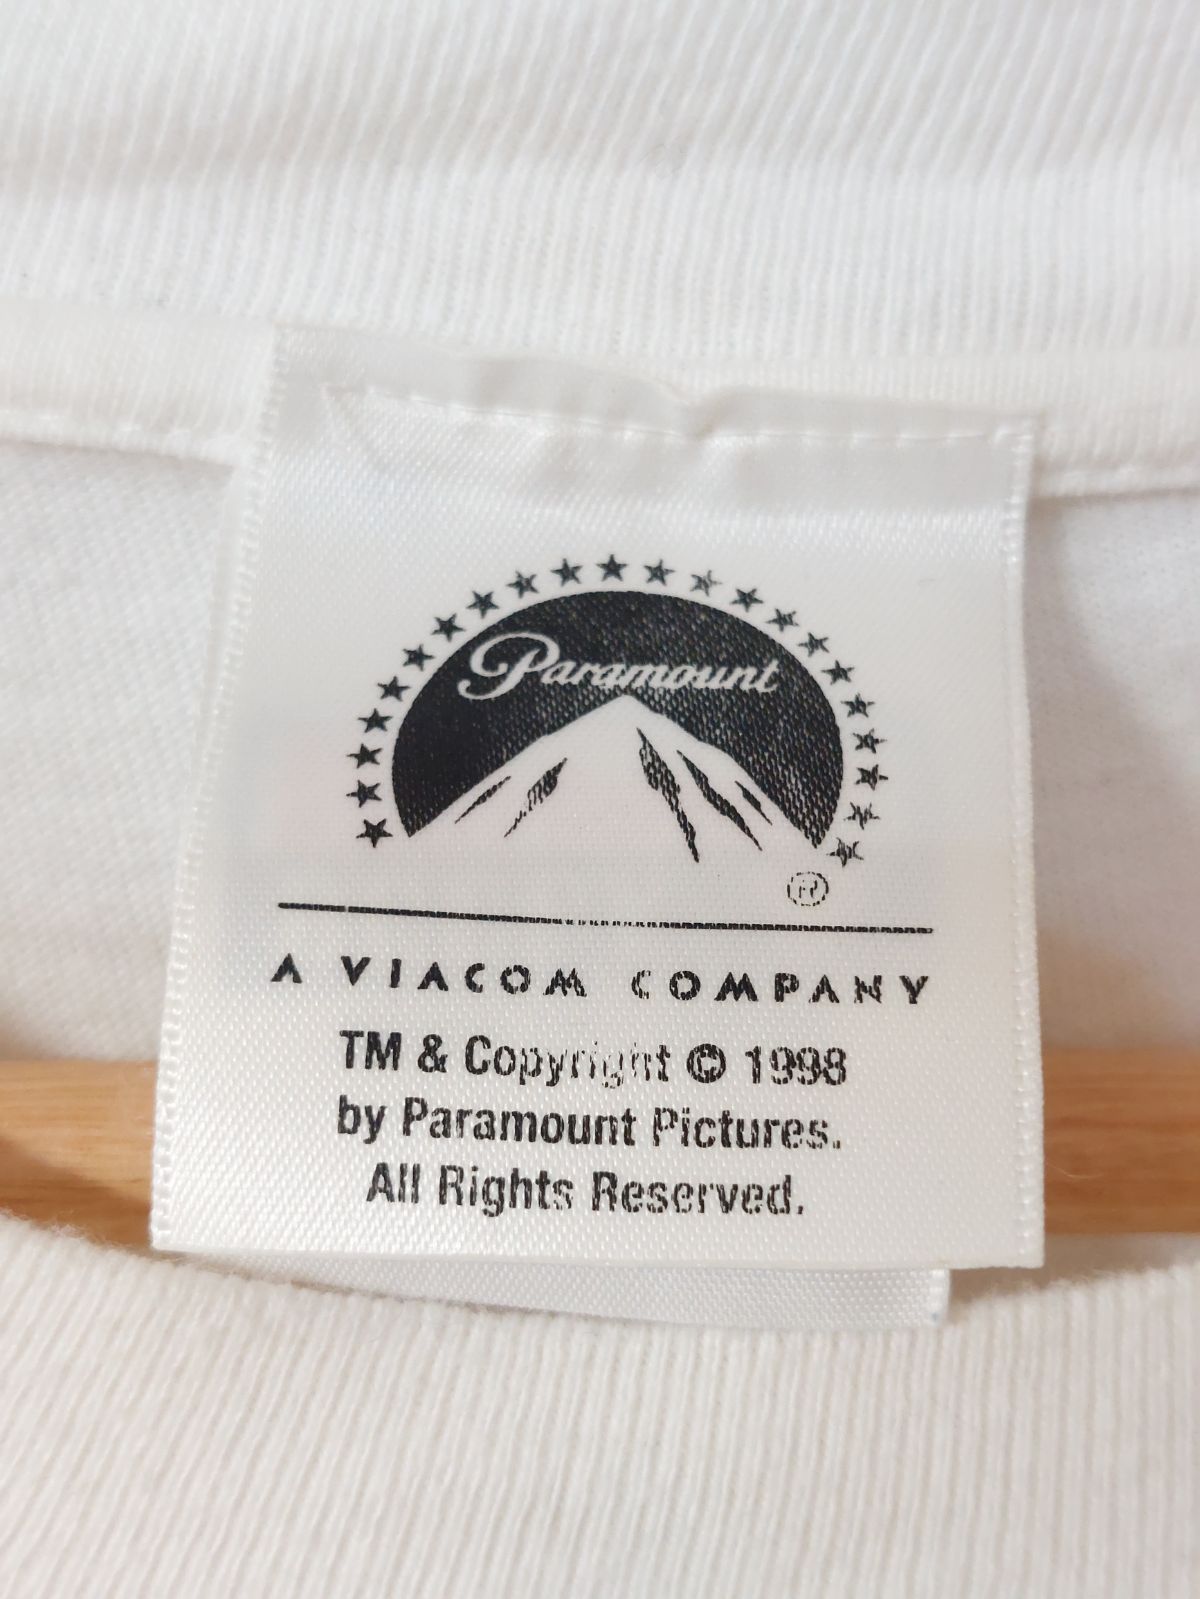 Paramount
®
A VIACOM COMPANY
TM & Copyright © 1998
by Paramount Pictures.
All Rights Reserved.